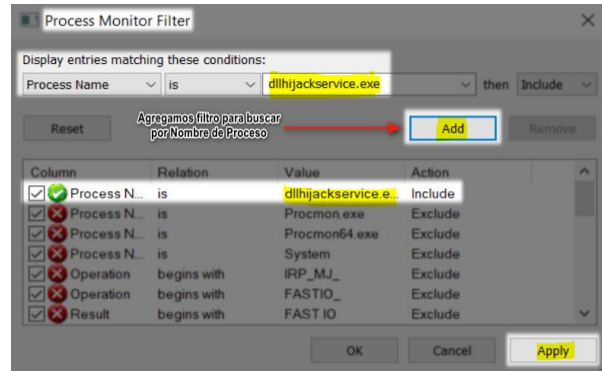 Process Monitor Filter
Display entries matching these conditions:
Process Name is dllhijackservice.exe then Include
Reset
Agregamos filtro para buscar
por Nombre de Proceso
Add
Remove
Column Relation Value Action
Process N... is dllhijackservice.e... Include
Process N... is Procmon.exe Exclude
Process N... is Procmon64.exe Exclude
Process N... is System Exclude
Operation begins with IRP_MJ_ Exclude
Operation begins with FASTIO_ Exclude
Result begins with FAST IO Exclude
OK Cancel Apply